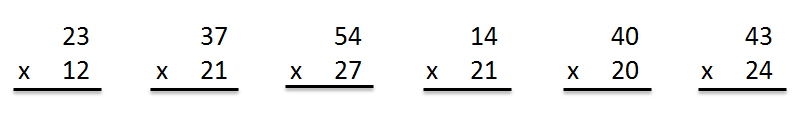 23 37 54 14 40 43
x 12 x 21 x 27 x 21 x 20 x 24